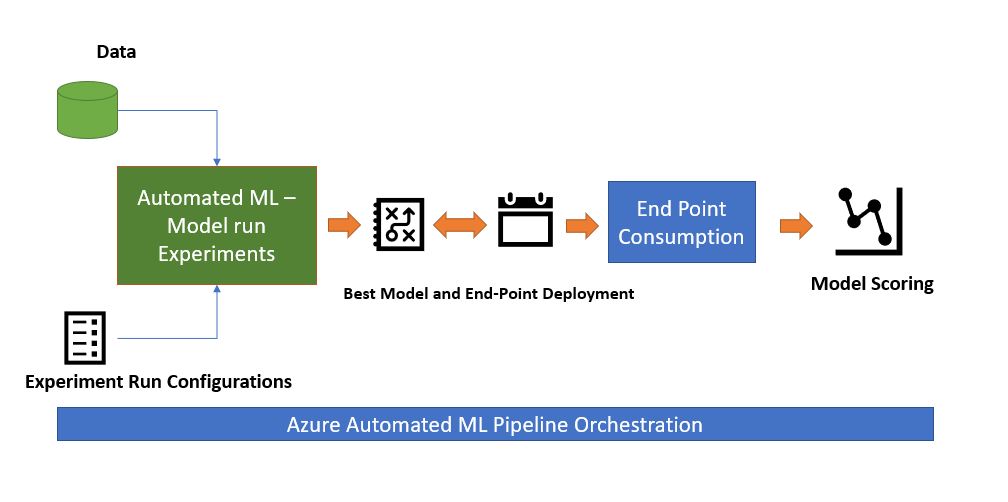 Data
Automated ML –
Model run
Experiments
End Point
Consumption
Best Model and End-Point Deployment
Model Scoring
Experiment Run Configurations
Azure Automated ML Pipeline Orchestration